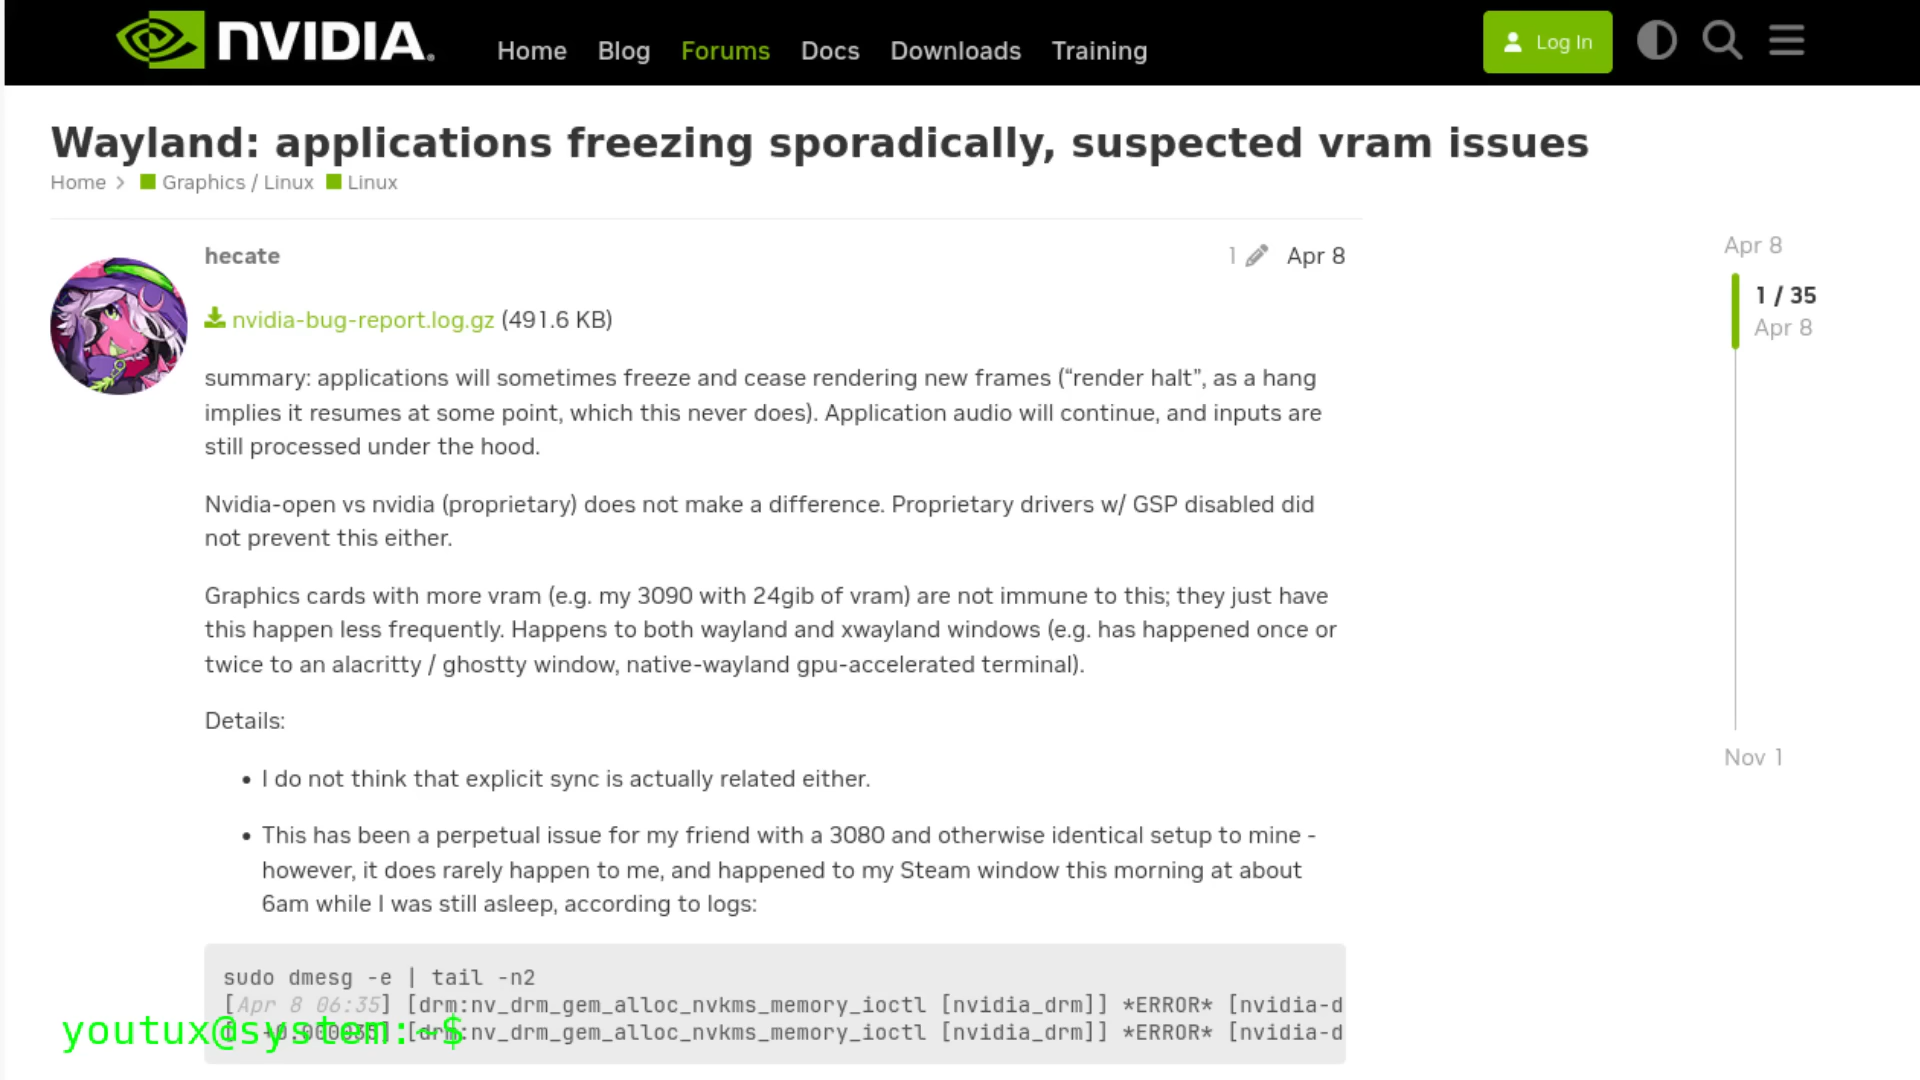 NVIDIA.
Home Blog Forums Docs Downloads Training
Log In
Wayland: applications freezing sporadically, suspected vram issues
Home Graphics / Linux Linux
hecate
1 Apr 8
nvidia-bug-report.log.gz (491.6 KB)
summary: applications will sometimes freeze and cease rendering new frames (“render halt”, as a hang
implies it resumes at some point, which this never does). Application audio will continue, and inputs are
still processed under the hood.
Nvidia-open vs nvidia (proprietary) does not make a difference. Proprietary drivers w/ GSP disabled did
not prevent this either.
Graphics cards with more vram (e.g. my 3090 with 24gib of vram) are not immune to this; they just have
this happen less frequently. Happens to both wayland and xwayland windows (e.g. has happened once or
twice to an alacritty / ghostty window, native-wayland gpu-accelerated terminal).
Details:
• I do not think that explicit sync is actually related either.
• This has been a perpetual issue for my friend with a 3080 and otherwise identical setup to mine -
however, it does rarely happen to me, and happened to my Steam window this morning at about
6am while I was still asleep, according to logs:
sudo dmesg -e | tail -n2
[Apr 8 06:35] [drm:nv_drm_gem_alloc_nvkms_memory_ioctl [nvidia_drm]] *ERROR* [nvidia-d
[drm:nv_drm_gem_alloc_nvkms_memory_ioctl [nvidia_drm]] *ERROR* [nvidia-d
youtux@system:~$
Apr 8
1 / 35
Apr 8
Nov 1